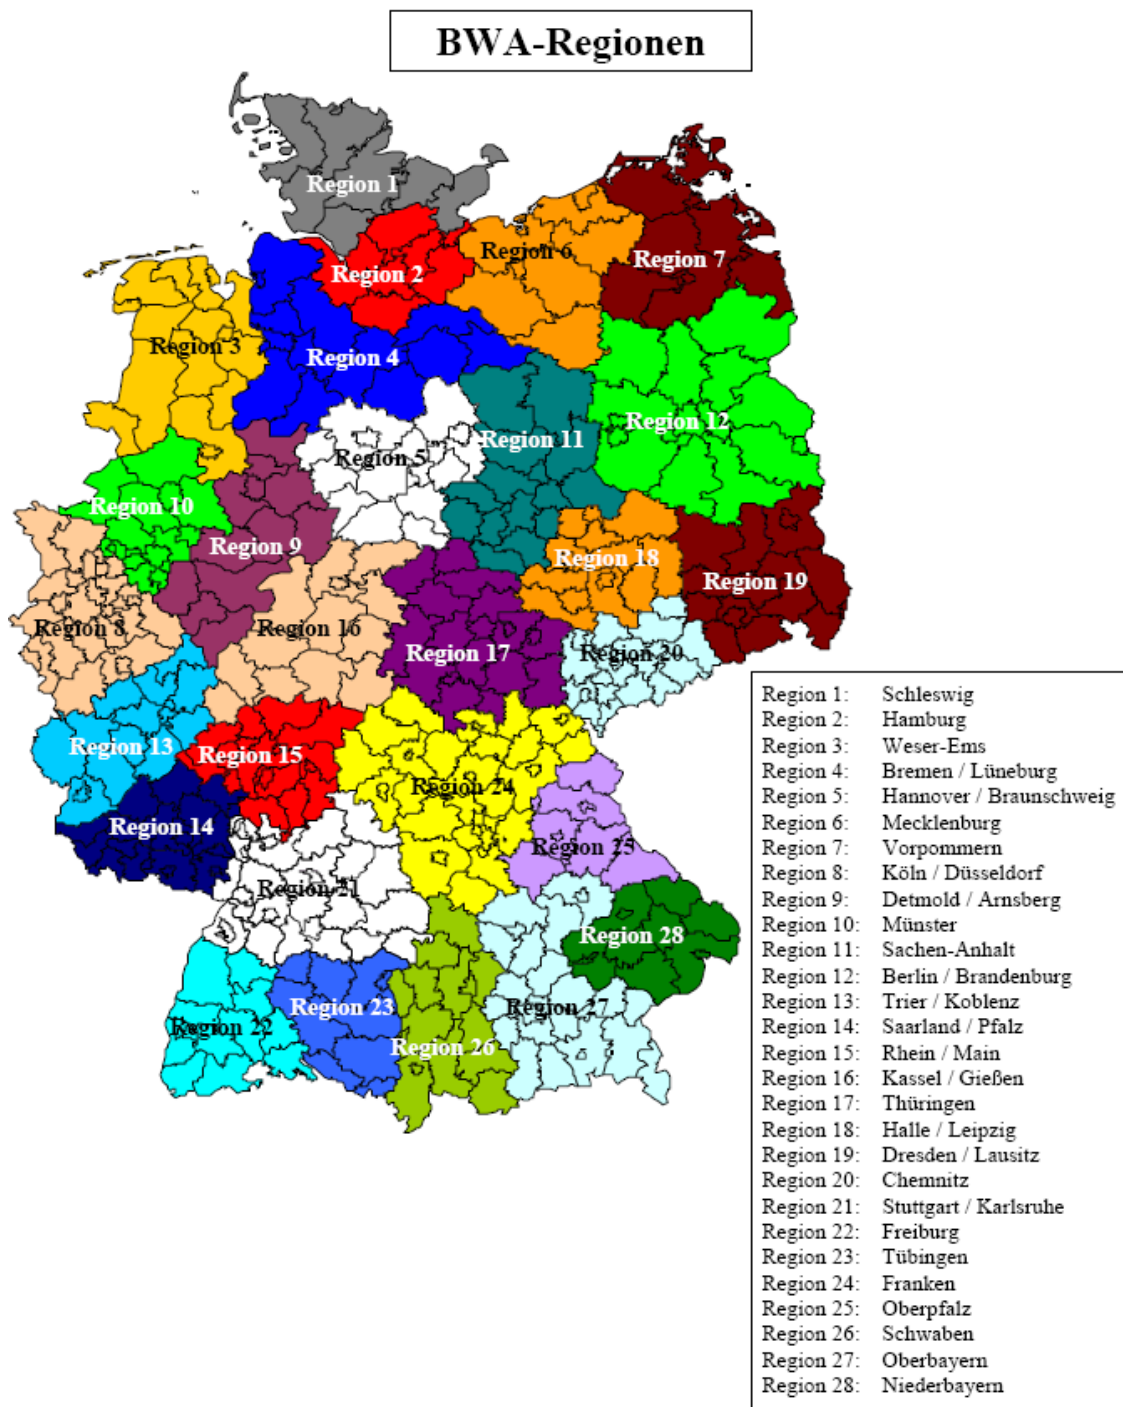 BWA-Regionen
Region 1
Region 2
Region 6
Region 7
Region 3
Region 4
Region 12
Region 11
Region 5
Region 10
Region 9
Region 18
Region 19
Region 8
Region 16
Region 17
Region 20
Region 13
Region 15
Region 24
Region 14
Region 25
Region 21
Region 28
Region 23
Region 27
Region 22
Region 26
Region 1: Schleswig
Region 2: Hamburg
Region 3: Weser-Ems
Region 4: Bremen / Lüneburg
Region 5: Hannover / Braunschweig
Region 6: Mecklenburg
Region 7: Vorpommern
Region 8: Köln / Düsseldorf
Region 9: Detmold / Arnsberg
Region 10: Münster
Region 11: Sachen-Anhalt
Region 12: Berlin / Brandenburg
Region 13: Trier / Koblenz
Region 14: Saarland / Pfalz
Region 15: Rhein / Main
Region 16: Kassel / Gießen
Region 17: Thüringen
Region 18: Halle / Leipzig
Region 19: Dresden / Lausitz
Region 20: Chemnitz
Region 21: Stuttgart / Karlsruhe
Region 22: Freiburg
Region 23: Tübingen
Region 24: Franken
Region 25: Oberpfalz
Region 26: Schwaben
Region 27: Oberbayern
Region 28: Niederbayern